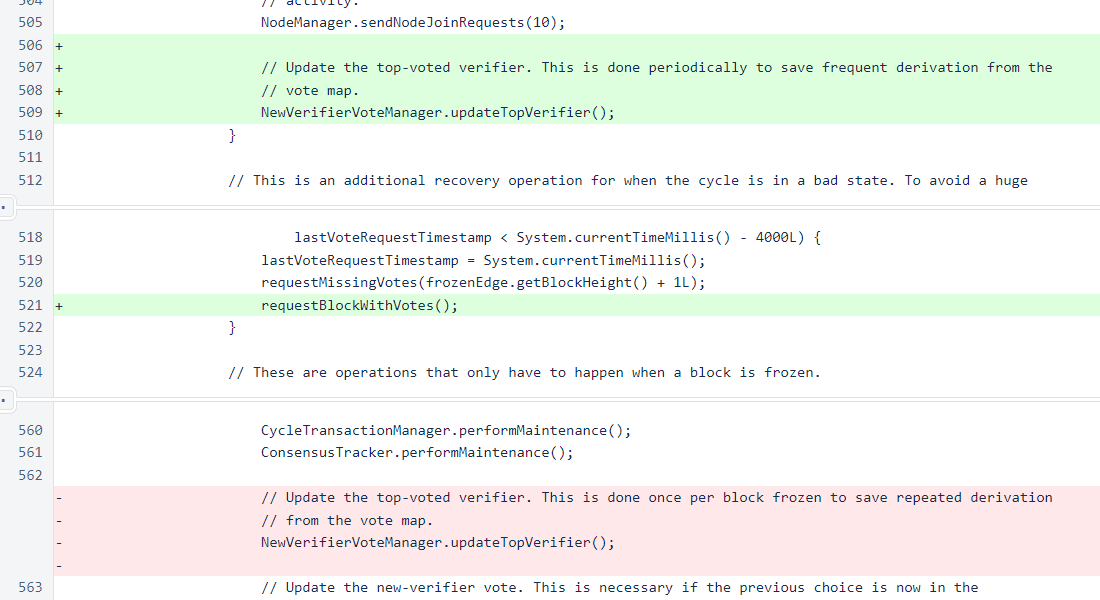 504 // activity.
505 NodeManager.sendNodeJoinRequests(10);
506 +
507 + // Update the top-voted verifier. This is done periodically to save frequent derivation from the
508 + // vote map.
509 + NewVerifierVoteManager.updateTopVerifier();
510 }
511
512 // This is an additional recovery operation for when the cycle is in a bad state. To avoid a huge
518 lastVoteRequestTimestamp < System.currentTimeMillis() - 4000L) {
519 lastVoteRequestTimestamp = System.currentTimeMillis();
520 requestMissingVotes(frozenEdge.getBlockHeight() + 1L);
521 + requestBlockWithVotes();
522 }
523
524 // These are operations that only have to happen when a block is frozen.
560 CycleTransactionManager.performMaintenance();
561 ConsensusTracker.performMaintenance();
562
- // Update the top-voted verifier. This is done once per block frozen to save repeated derivation
- // from the vote map.
- NewVerifierVoteManager.updateTopVerifier();
-
563 // Update the new-verifier vote. This is necessary if the previous choice is now in the